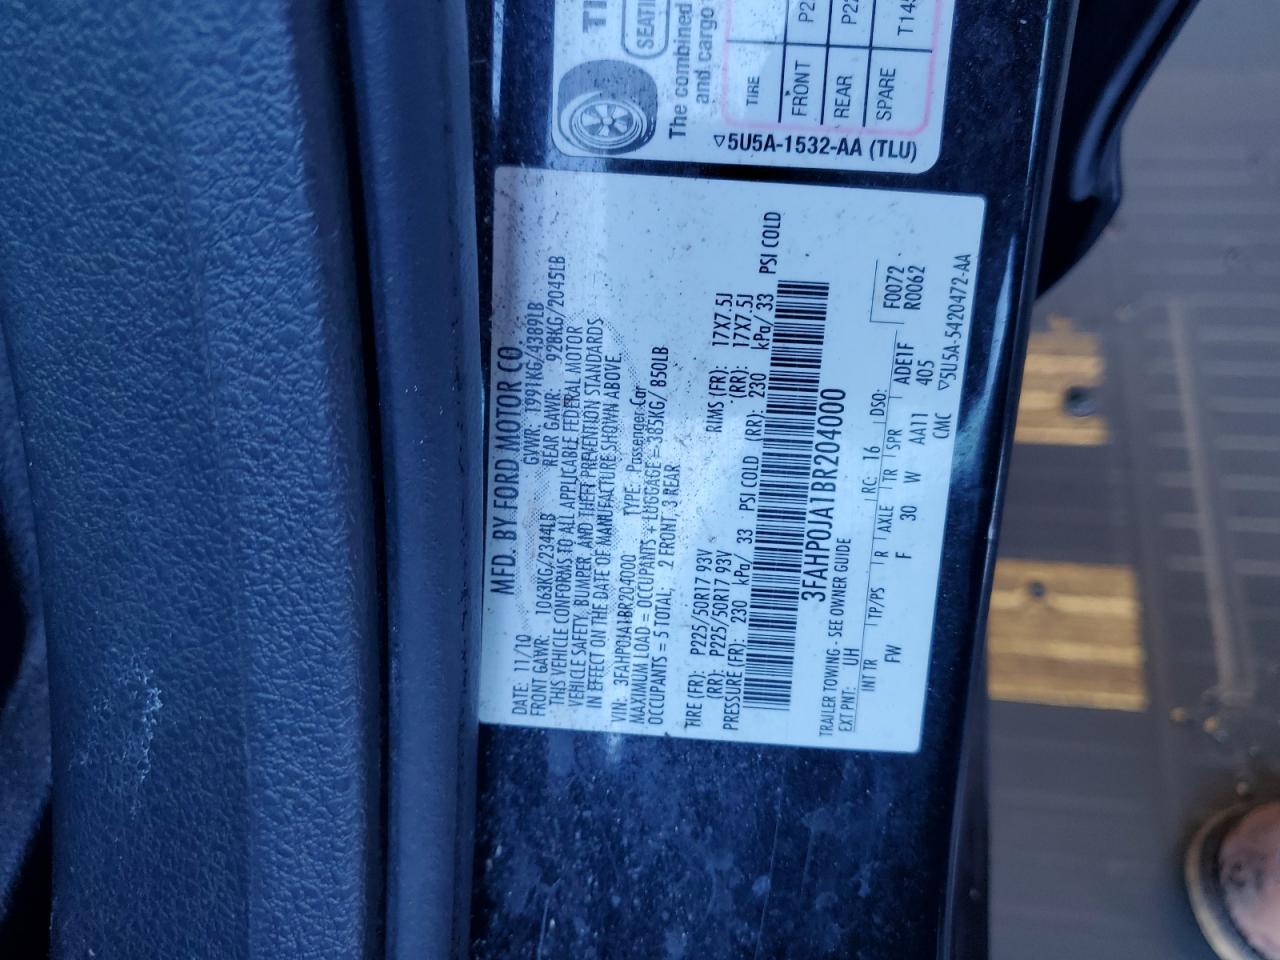 MFD. BY FORD MOTOR CO.
DATE: 11/10 GVWR: 1991KG/4389LB
FRONT GAWR: 1063KG/2344LB REAR GAWR: 928KG/2045LB
THIS VEHICLE CONFORMS TO ALL APPLICABLE FEDERAL MOTOR
VEHICLE SAFETY, BUMPER, AND THEFT PREVENTION STANDARDS
IN EFFECT ON THE DATE OF MANUFACTURE SHOWN ABOVE.
VIN: 3FAHP0JA1BR204000 TYPE: Passenger Car
MAXIMUM LOAD = OCCUPANTS + LUGGAGE = 385KG/ 850LB
OCCUPANTS = 5 TOTAL; 2 FRONT, 3 REAR
TIRE (FR): P225/50R17 93V RIMS (FR): 17X7.5J
(RR): P225/50R17 93V (RR): 17X7.5J
PRESSURE (FR): 230 kPa/ 33 PSI COLD (RR): 230 kPa/ 33 PSI COLD
3FAHP0JA1BR204000
TRAILER TOWING - SEE OWNER GUIDE
EXT PNT: UH RC: 16 DSO: F0072
R0062
INT TR TP/PS R AXLE TR SPR ADE1F
FW F 30 W AA11 405
CMC ▽5U5A-5420472-AA
TI
SEATI
The combined
and cargo
TIRE
FRONT P2
REAR P22
SPARE T145
▽5U5A-1532-AA (TLU)